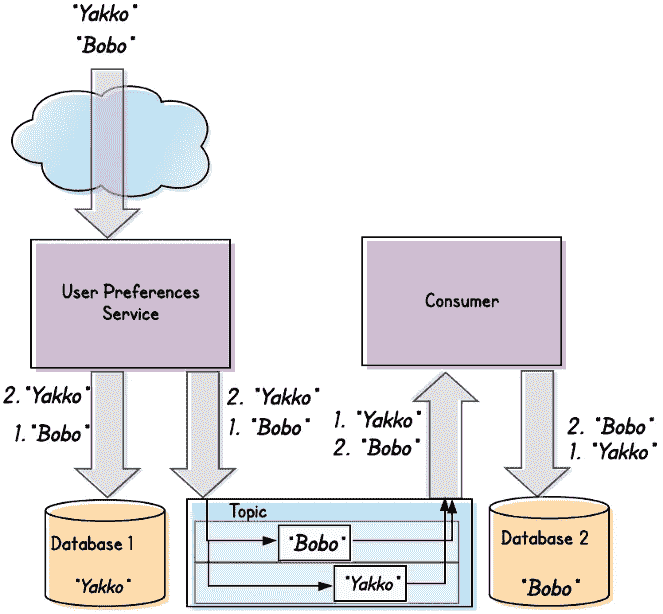 "Yakko"
"Bobo"
User Preferences
Service
Consumer
2. "Yakko"
1. "Bobo"
2. "Yakko"
1. "Bobo"
1. "Yakko"
2. "Bobo"
2. "Bobo"
1. "Yakko"
Topic
"Bobo"
"Yakko"
Database 1
"Yakko"
Database 2
"Bobo"